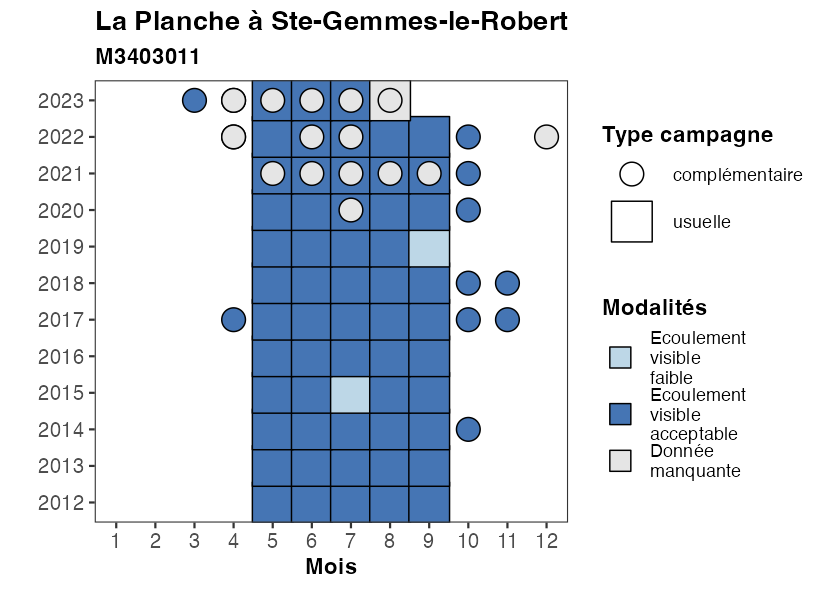 La Planche à Ste-Gemmes-le-Robert
M3403011
2023
2022
2021
2020
2019
2018
2017
2016
2015
2014
2013
2012
1 2 3 4 5 6 7 8 9 10 11 12
Mois
Type campagne
complémentaire
usuelle
Modalités
Ecoulement
visible
faible
Ecoulement
visible
acceptable
Donnée
manquante